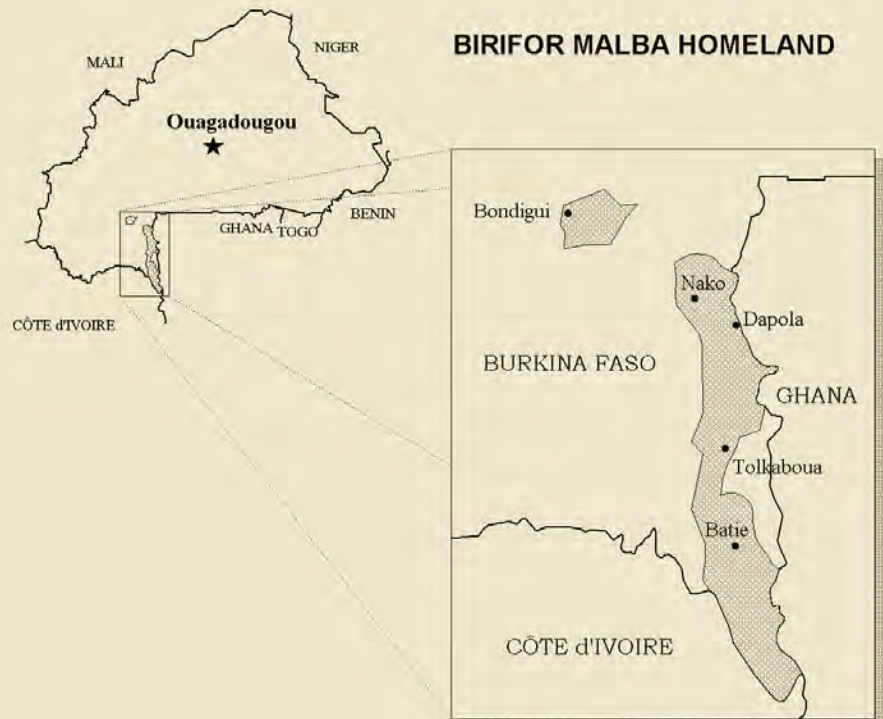 BIRIFOR MALBA HOMELAND
MALI
NIGER
Ouagadougou
BENIN
GHANA
TOGO
CÔTE d'IVOIRE
Bondigui
Nako
Dapola
BURKINA FASO
GHANA
Tolkaboua
Batie
CÔTE d'IVOIRE